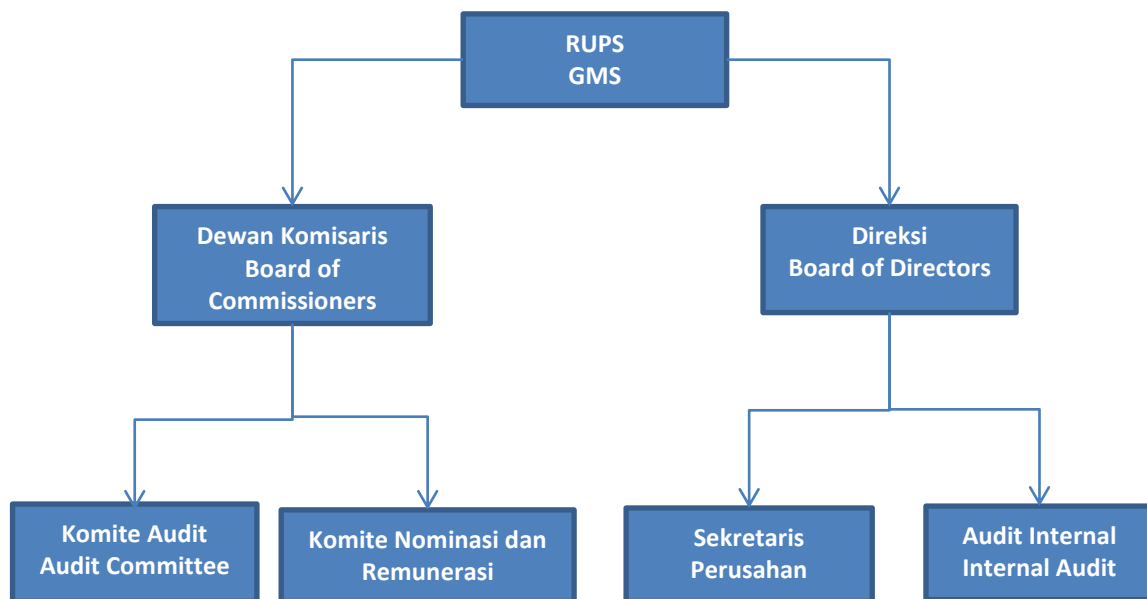 RUPS
GMS
Dewan Komisaris
Board of
Commissioners
Direksi
Board of Directors
Komite Audit
Audit Committee
Komite Nominasi dan
Remunerasi
Sekretaris
Perusahan
Audit Internal
Internal Audit